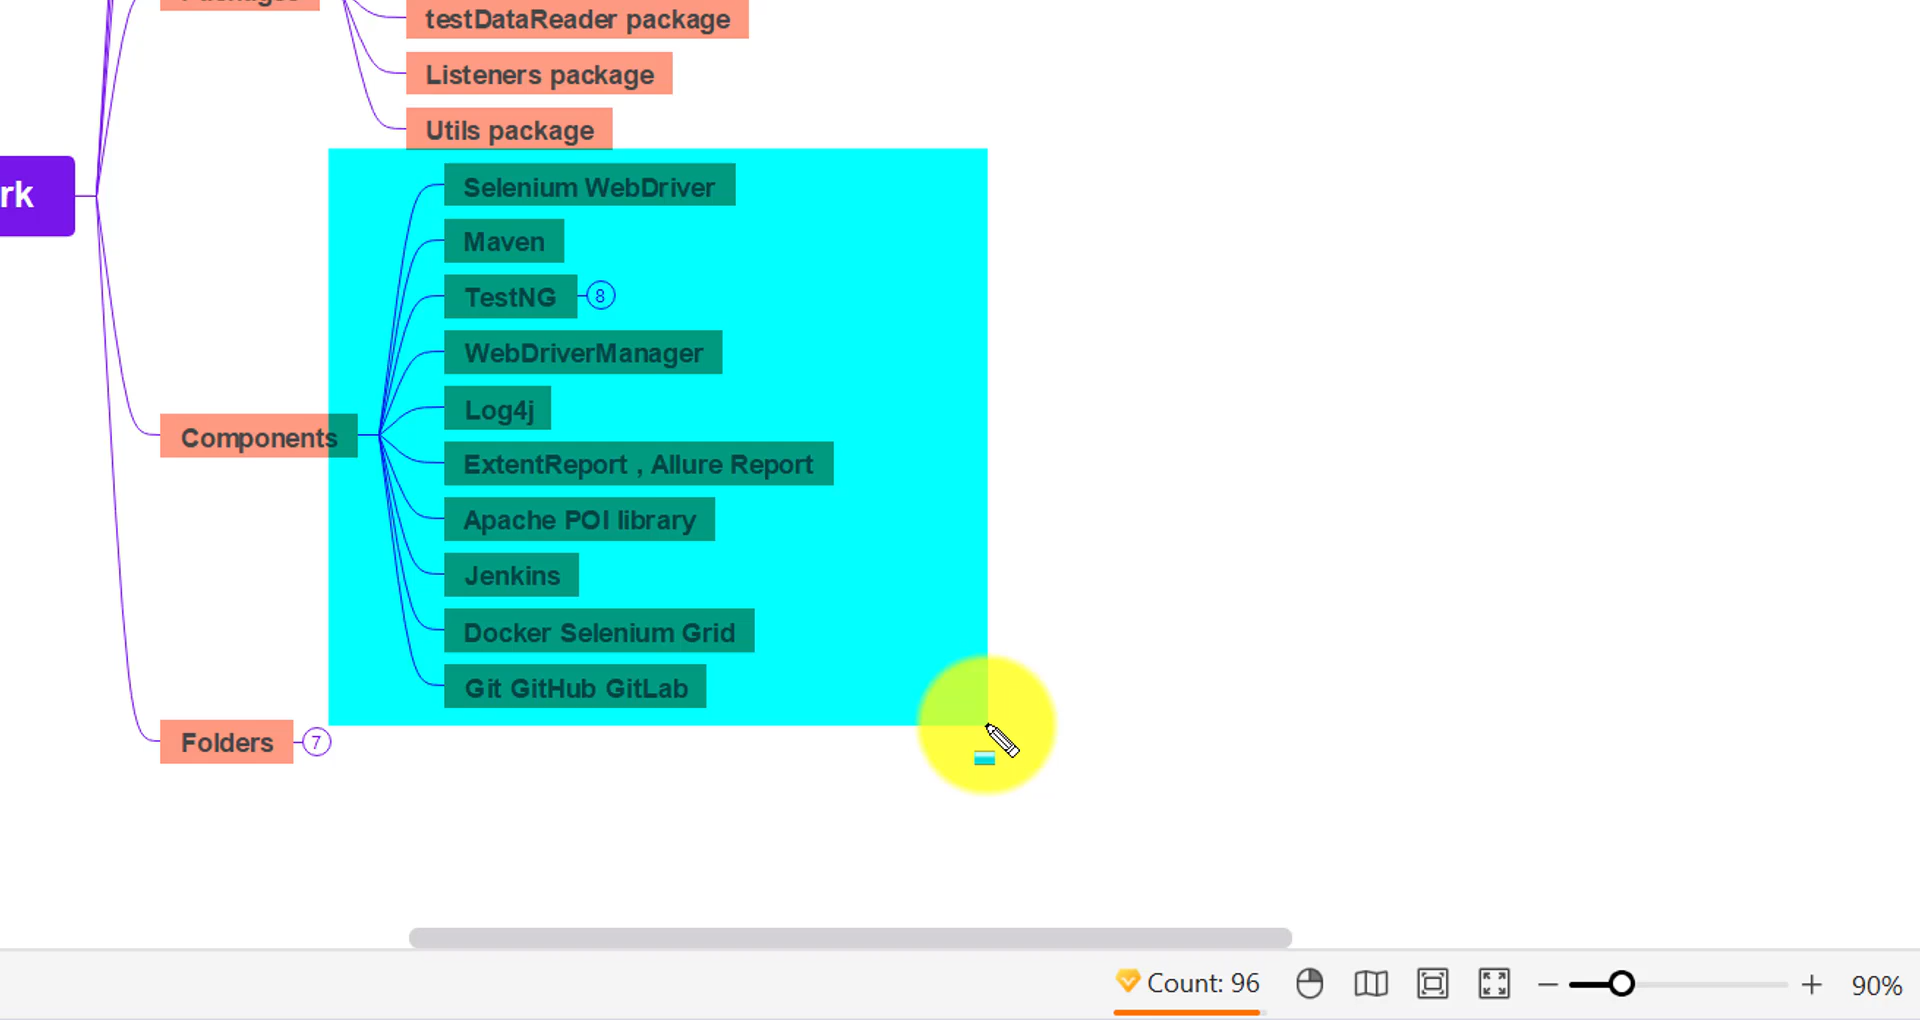 testDataReader package
Listeners package
Utils package
rk
Selenium WebDriver
Maven
TestNG 8
WebDriverManager
Log4j
Components
ExtentReport , Allure Report
Apache POI library
Jenkins
Docker Selenium Grid
Git GitHub GitLab
Folders 7
Count: 96
90%